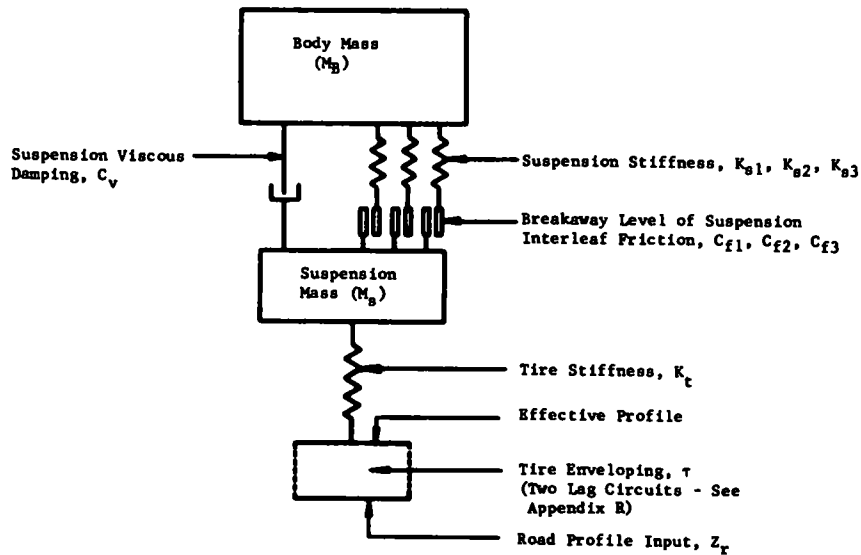 Body Mass
(M_B)
Suspension Viscous
Damping, C_v
Suspension Stiffness, K_s1, K_s2, K_s3
Breakaway Level of Suspension
Interleaf Friction, C_f1, C_f2, C_f3
Suspension
Mass (M_s)
Tire Stiffness, K_t
Effective Profile
Tire Enveloping, τ
(Two Lag Circuits - See
Appendix R)
Road Profile Input, Z_r